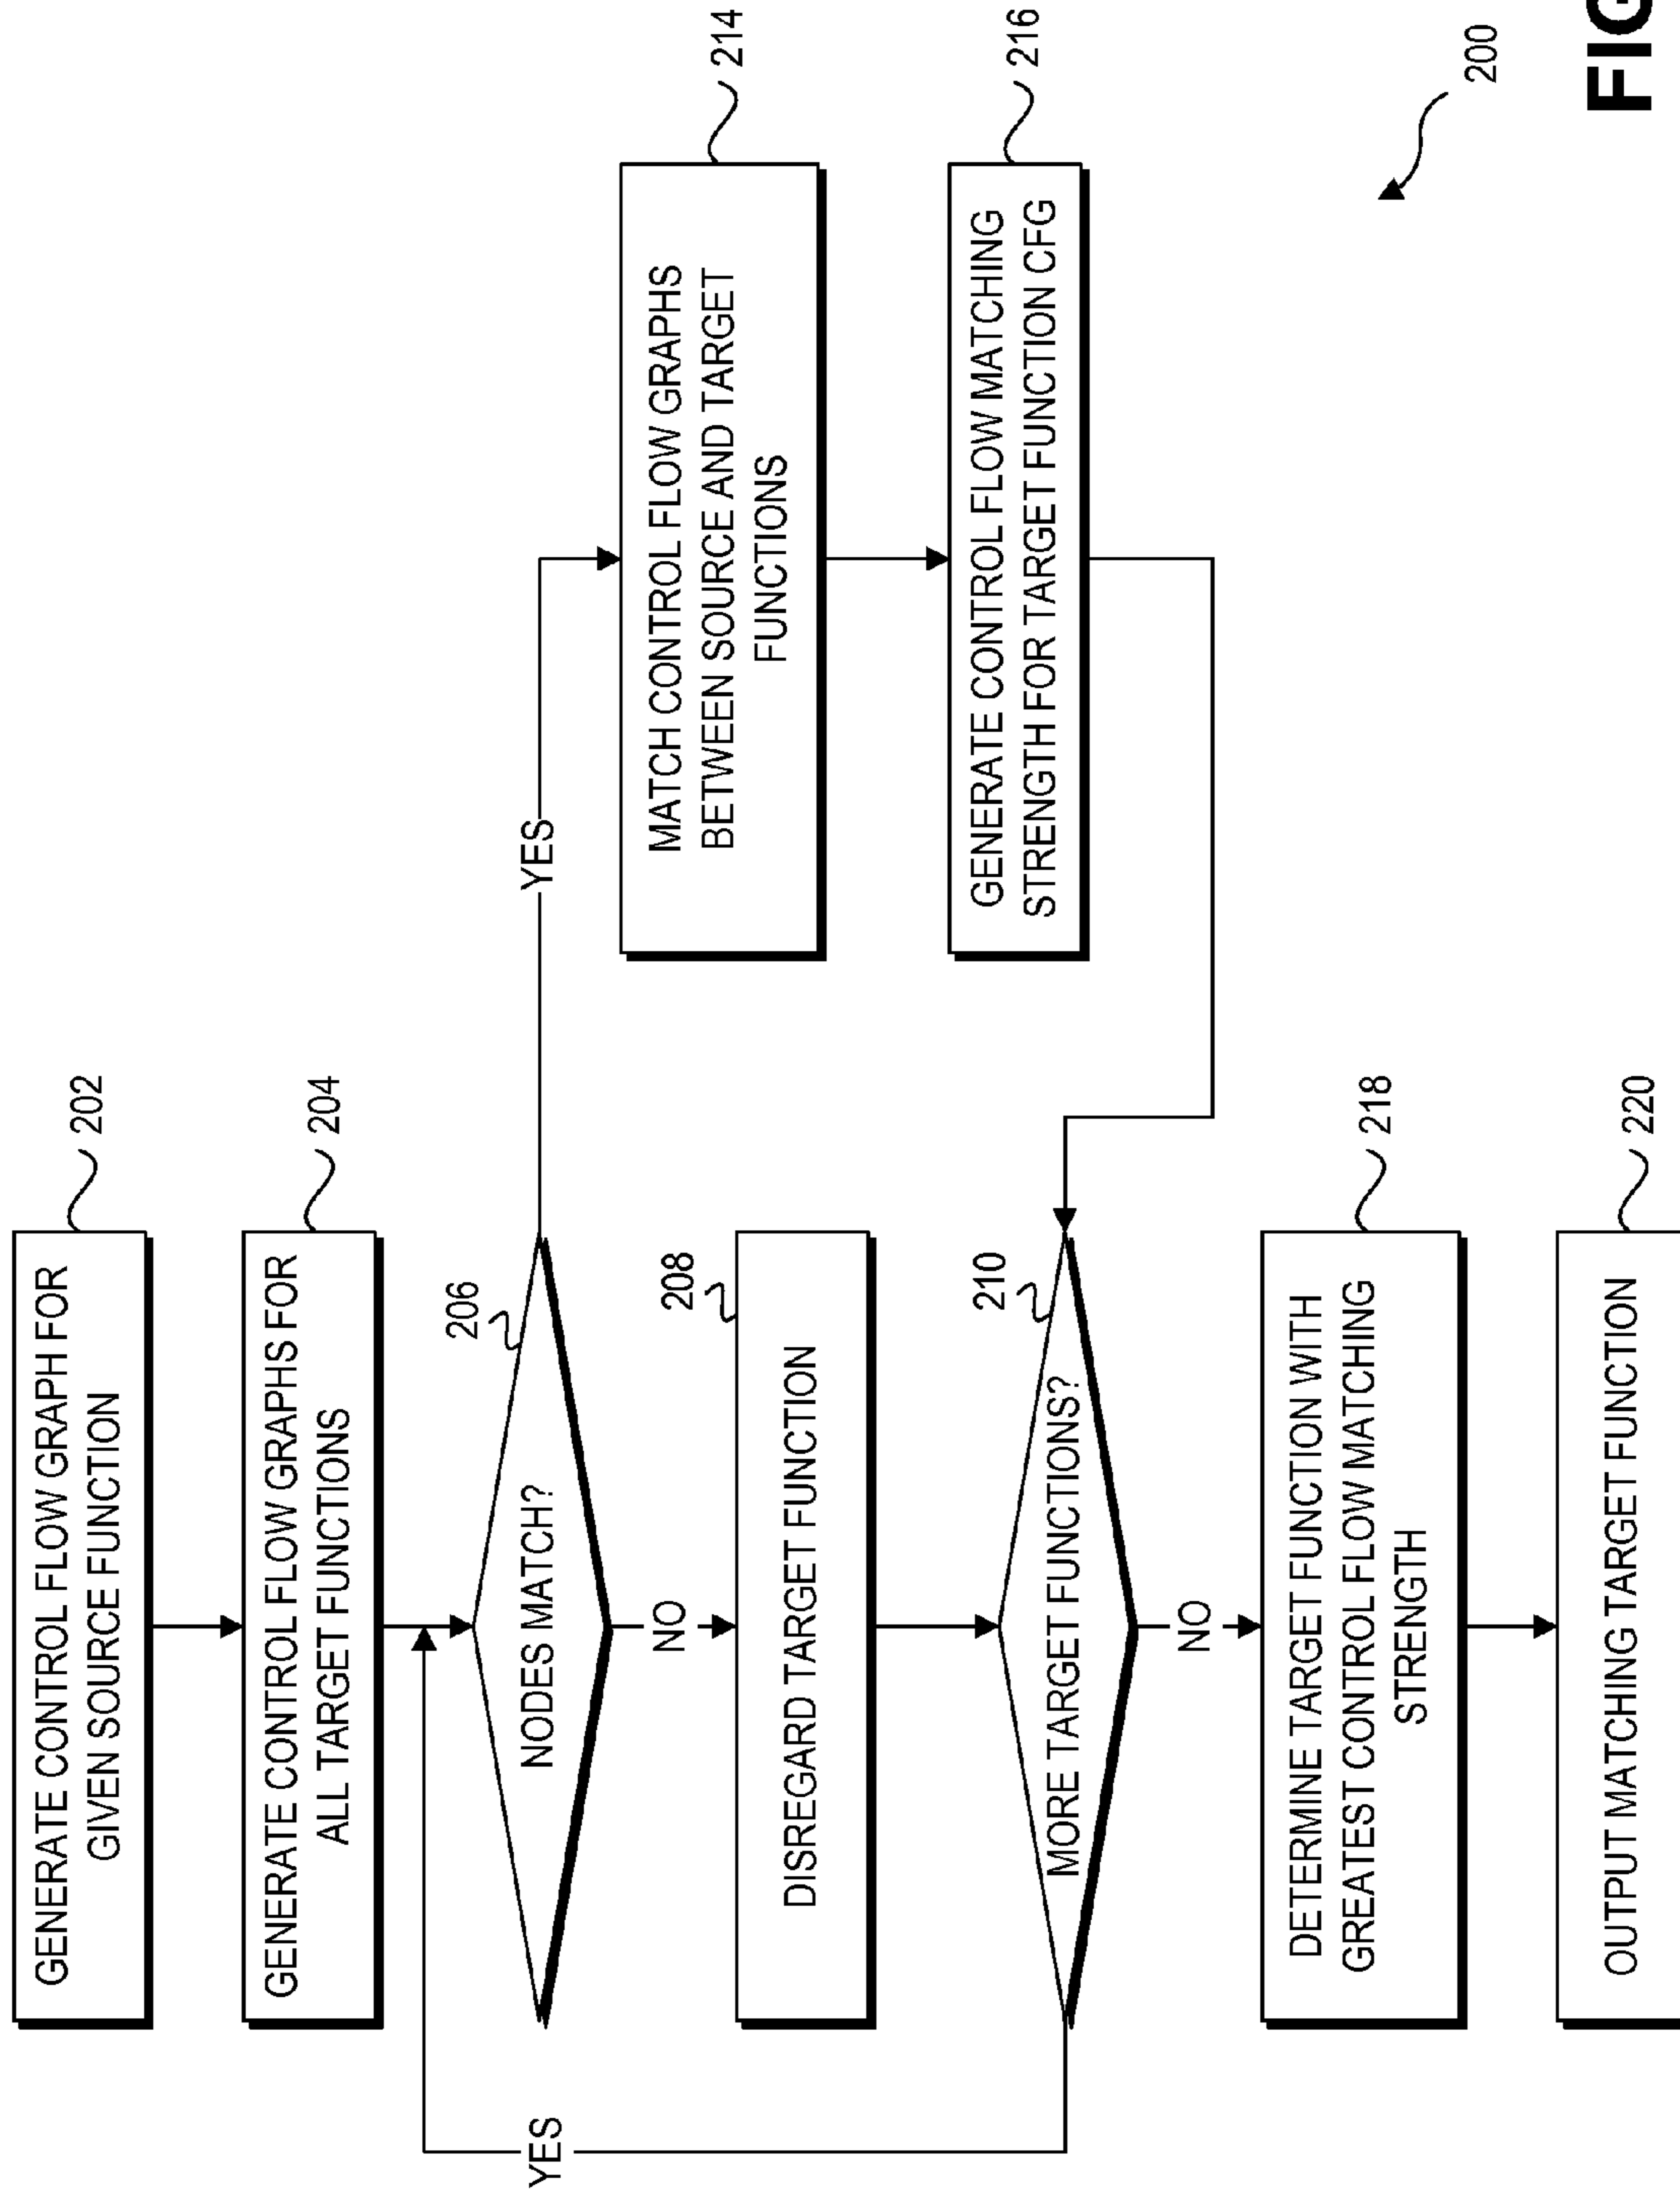 GENERATE CONTROL FLOW GRAPH FOR
GIVEN SOURCE FUNCTION
202
GENERATE CONTROL FLOW GRAPHS FOR
ALL TARGET FUNCTIONS
204
206
NODES MATCH?
YES
NO
208
DISREGARD TARGET FUNCTION
MATCH CONTROL FLOW GRAPHS
BETWEEN SOURCE AND TARGET
FUNCTIONS
214
GENERATE CONTROL FLOW MATCHING
STRENGTH FOR TARGET FUNCTION CFG
216
210
MORE TARGET FUNCTIONS?
YES
NO
DETERMINE TARGET FUNCTION WITH
GREATEST CONTROL FLOW MATCHING
STRENGTH
218
OUTPUT MATCHING TARGET FUNCTION
220
200